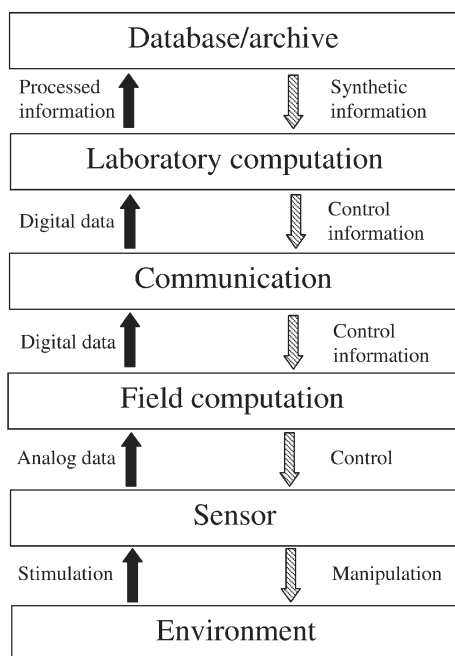 Database/archive
Processed
information
Synthetic
information
Laboratory computation
Digital data
Control
information
Communication
Digital data
Control
information
Field computation
Analog data
Control
Sensor
Stimulation
Manipulation
Environment